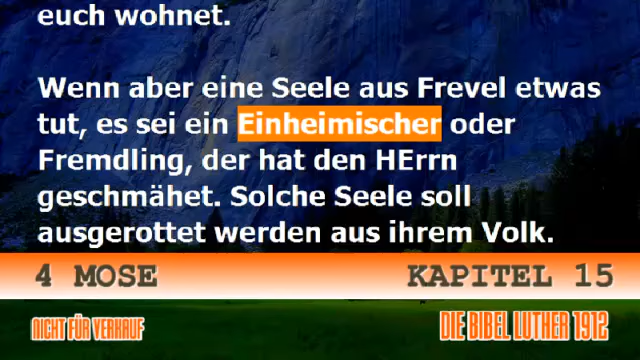 euch wohnet.
Wenn aber eine Seele aus Frevel etwas
tut, es sei ein Einheimischer oder
Fremdling, der hat den HErrn
geschmähet. Solche Seele soll
ausgerottet werden aus ihrem Volk.
4 MOSE KAPITEL 15
NICHT FÜR VERKAUF DIE BIBEL LUTHER 1912